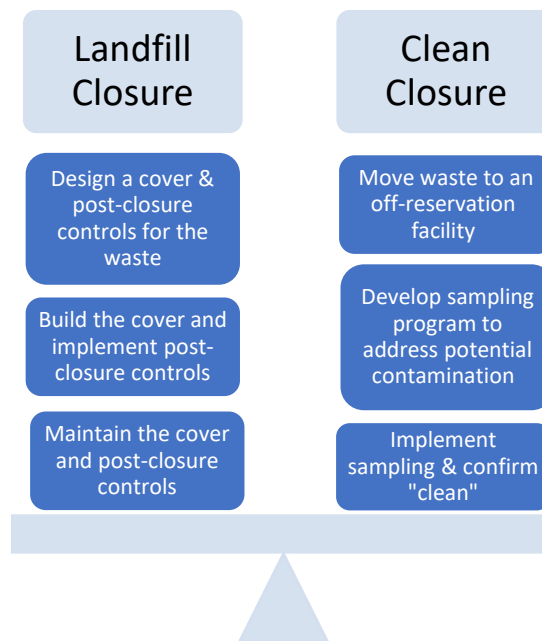 Landfill
Closure
Design a cover &
post-closure
controls for the
waste
Build the cover and
implement post-
closure controls
Maintain the cover
and post-closure
controls
Clean
Closure
Move waste to an
off-reservation
facility
Develop sampling
program to
address potential
contamination
Implement
sampling & confirm
"clean"